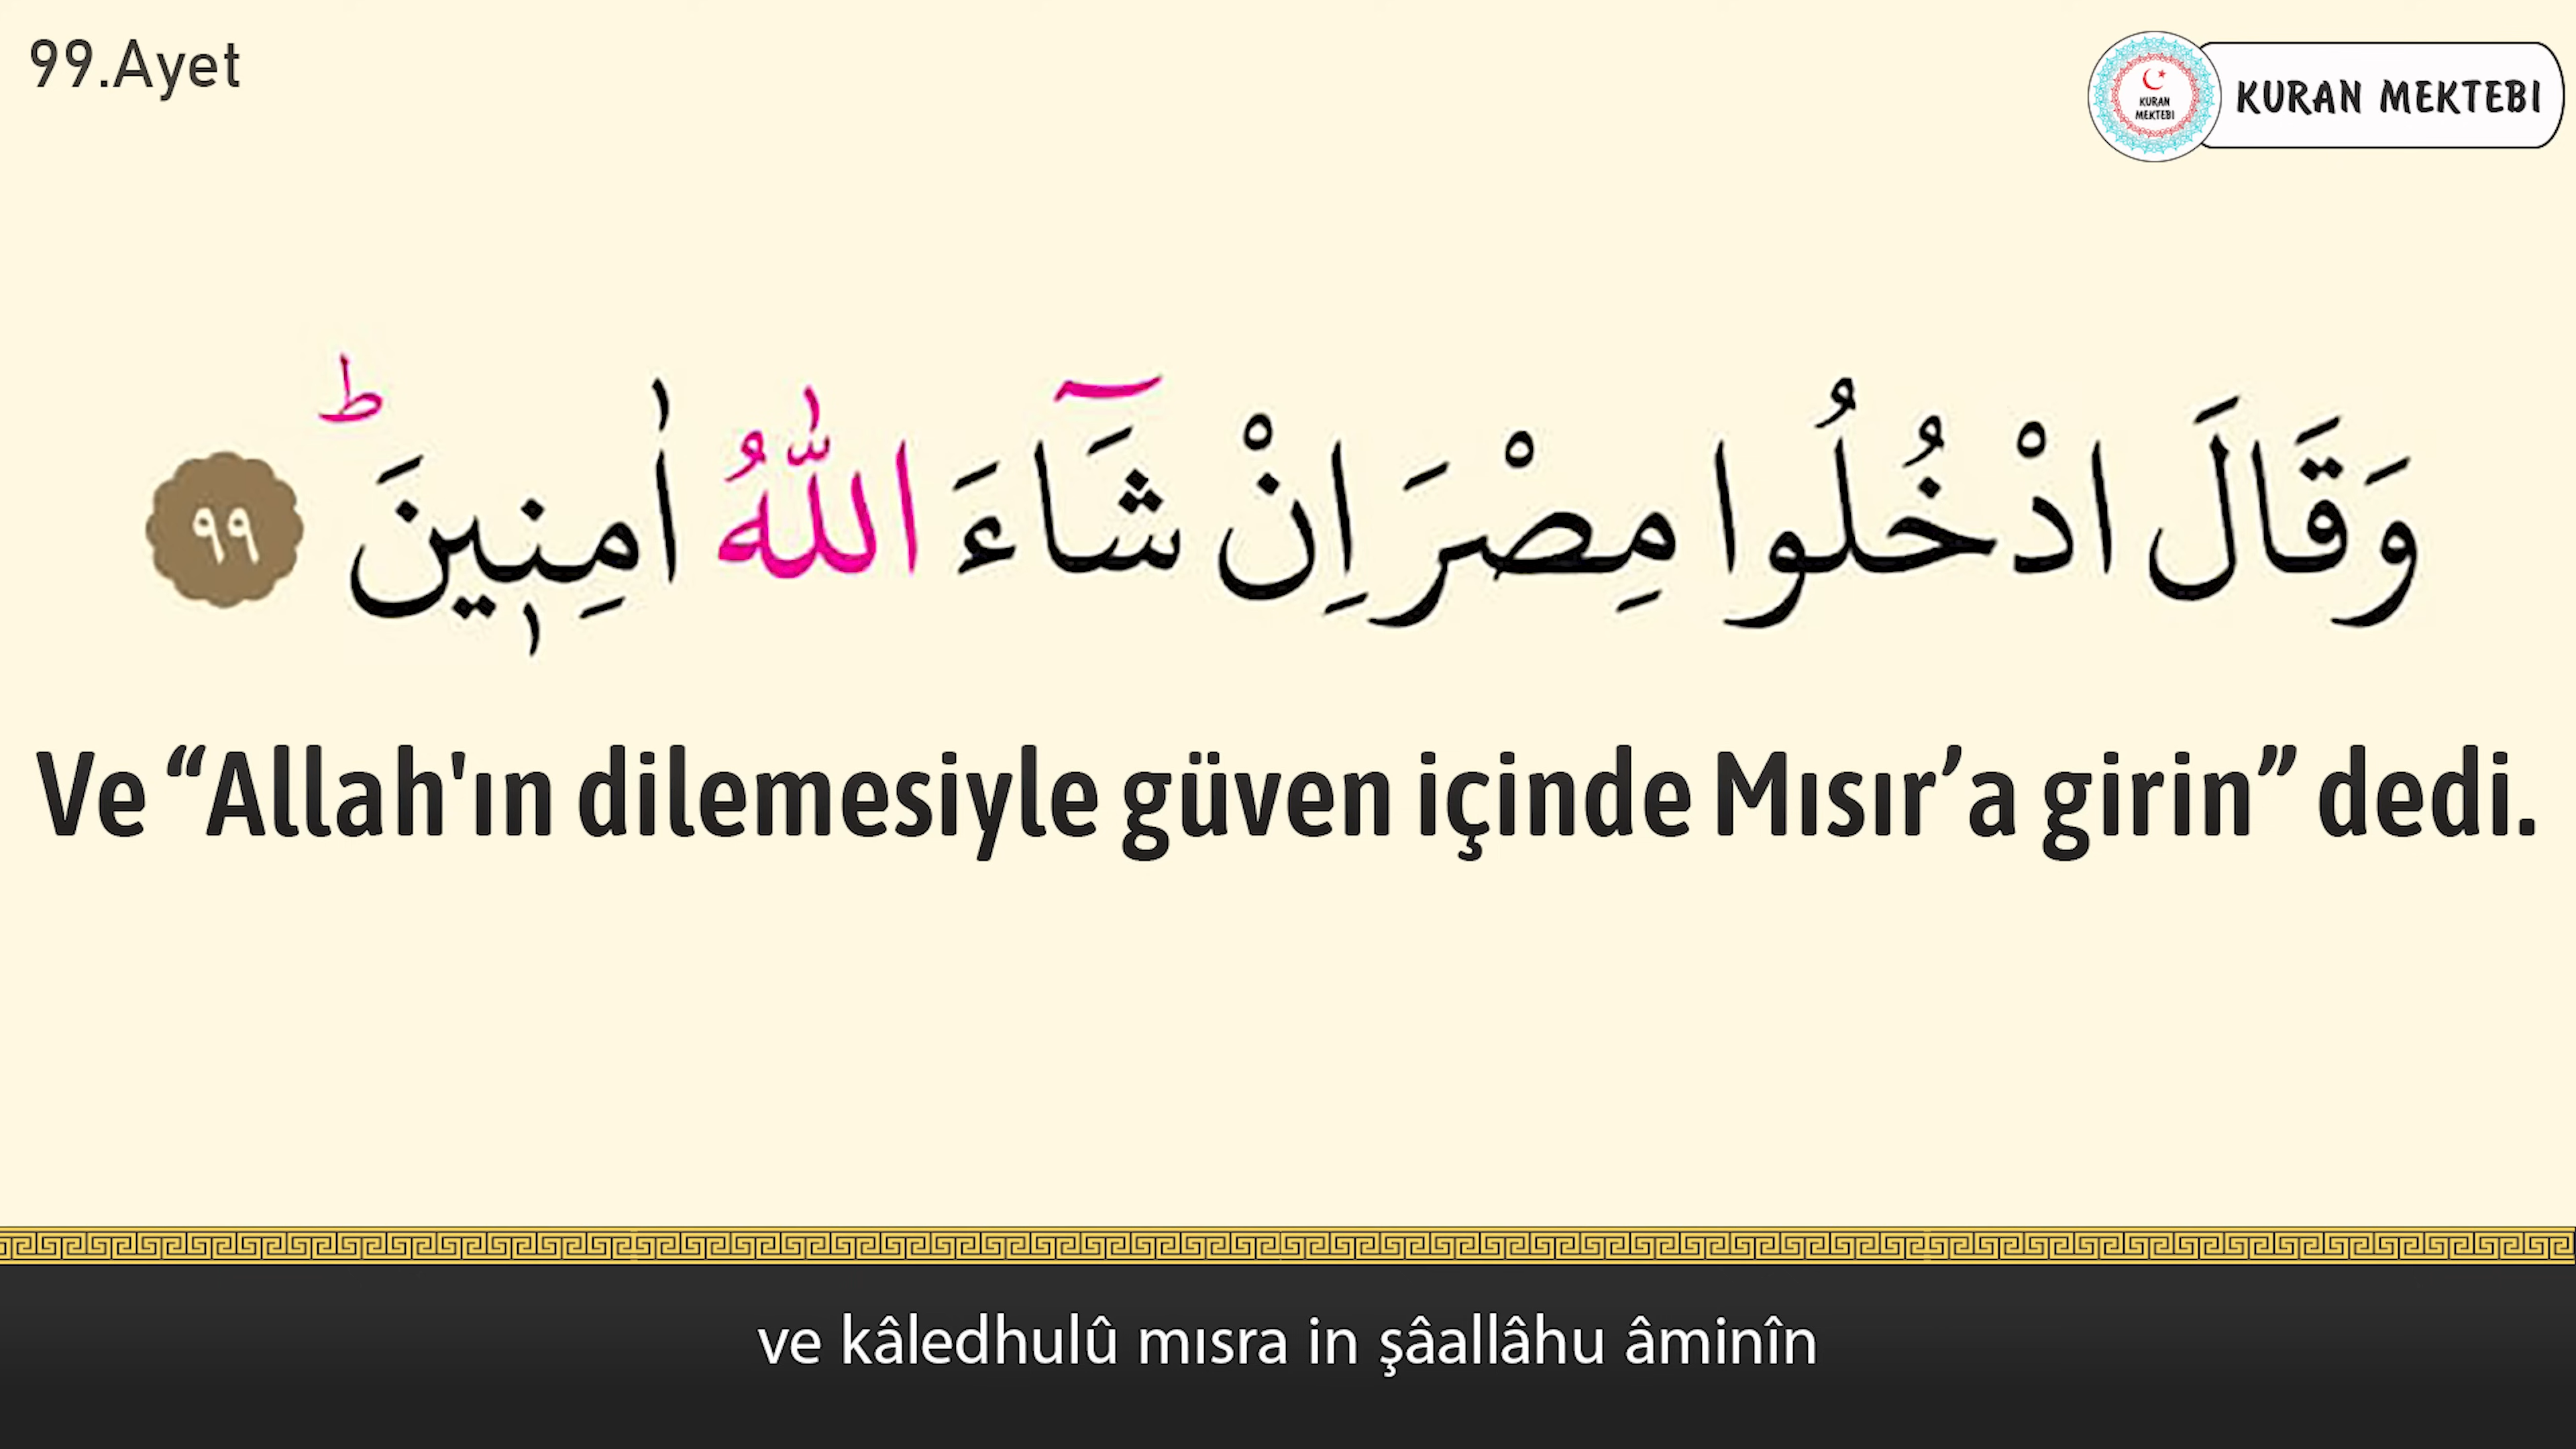 99.Ayet
KURAN
MEKTEBI
KURAN MEKTEBI
وَقَالَ ادْخُلُوا مِصْرَ اِنْ شَٓاءَ اللّٰهُ اٰمِنٖينَۜ ﴿٩٩﴾
Ve “Allah'ın dilemesiyle güven içinde Mısır’a girin” dedi.
ve kâledhulû mısra in şâallâhu âminîn